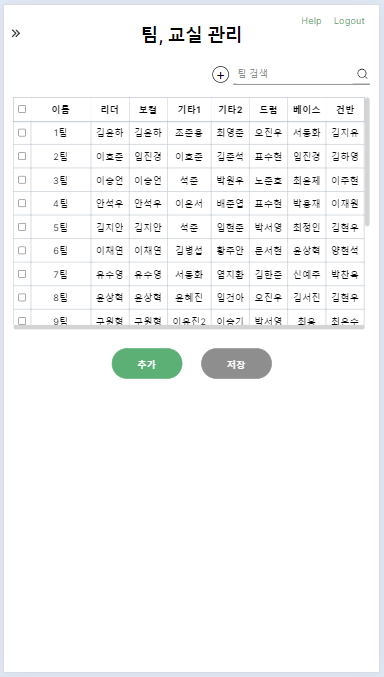 Help Logout
»
팀, 교실 관리
팀 검색
이름 리더 보컬 기타1 기타2 드럼 베이스 건반
1팀 김윤하 김윤하 조준용 최영준 오진우 서동화 김지유
2팀 이효준 임진경 이효준 김준석 표수현 임진경 김하영
3팀 이승언 이승언 석준 박원우 노준호 최윤제 이주현
4팀 안석우 안석우 이은서 배준열 표수현 박용재 이재원
5팀 김지안 김지안 석준 임현준 박서영 최정인 김현우
6팀 이채연 이채연 김병섭 황주안 문서현 윤상혁 양현석
7팀 유수영 유수영 서동화 염지환 김한준 신예주 박찬욱
8팀 윤상혁 윤상혁 윤혜진 임건아 오진우 김서진 김현우
9팀 구원형 구원형 이유진2 이승기 박서영 최웅
추가 저장